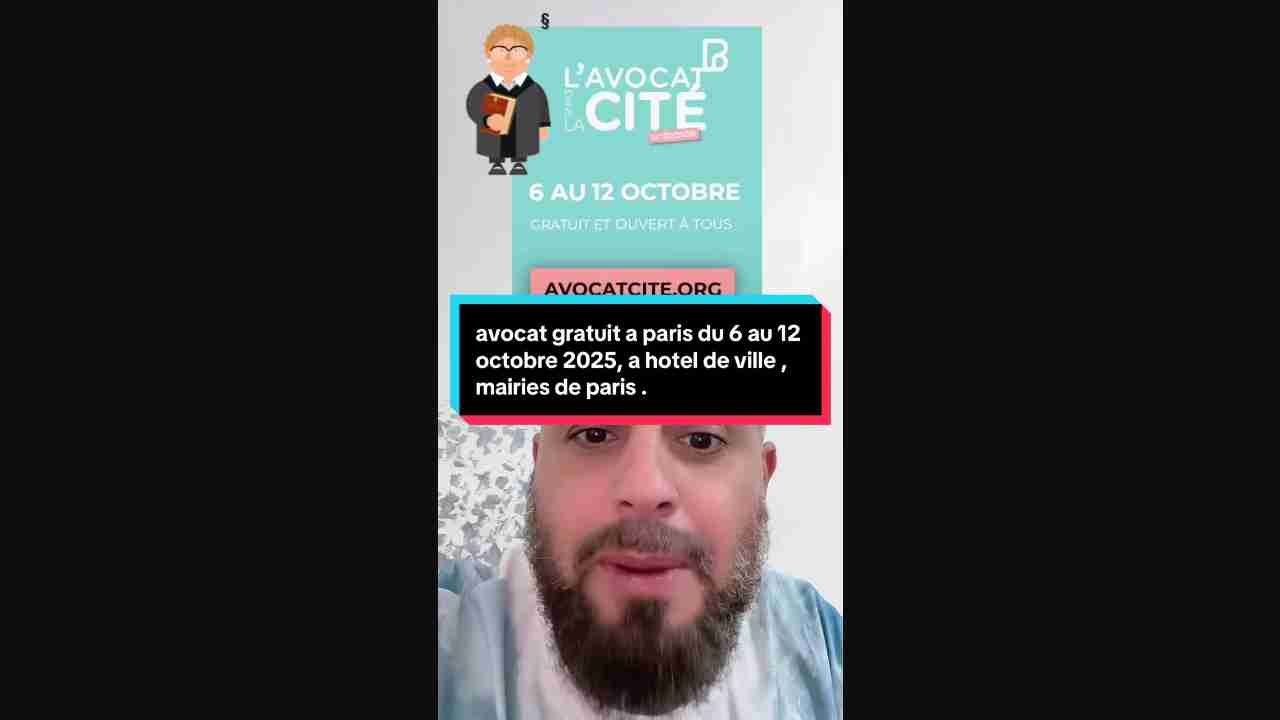 §
B
L'AVOCAT
DANS
LA CITÉ
6 AU 12 OCTOBRE
GRATUIT ET OUVERT À TOUS
AVOCATCITE.ORG
avocat gratuit a paris du 6 au 12
octobre 2025, a hotel de ville ,
mairies de paris .